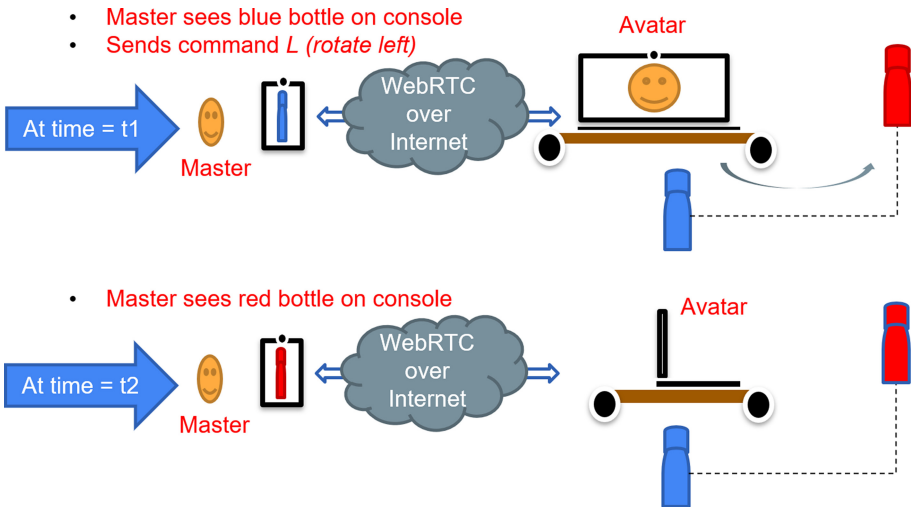 • Master sees blue bottle on console
• Sends command L (rotate left)
Avatar
WebRTC
over
Internet
At time = t1
Master
• Master sees red bottle on console
Avatar
WebRTC
over
Internet
At time = t2
Master